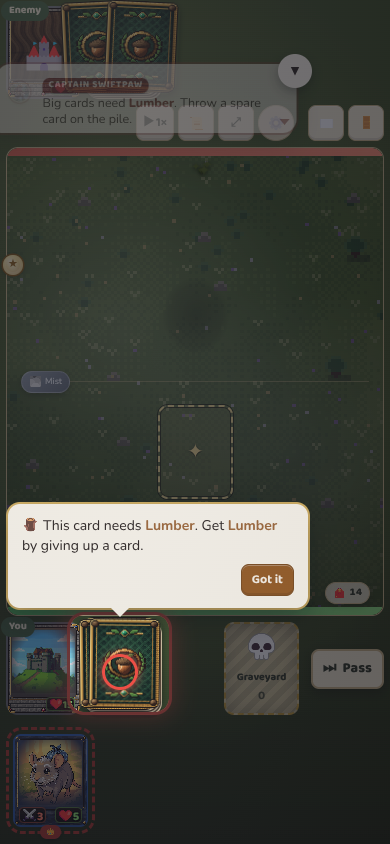 Enemy
CAPTAIN SWIFTPAW
Big cards need Lumber. Throw a spare
card on the pile.
1x
Mist
This card needs Lumber. Get Lumber
by giving up a card.
Got it
14
You
Graveyard
0
Pass
3
5